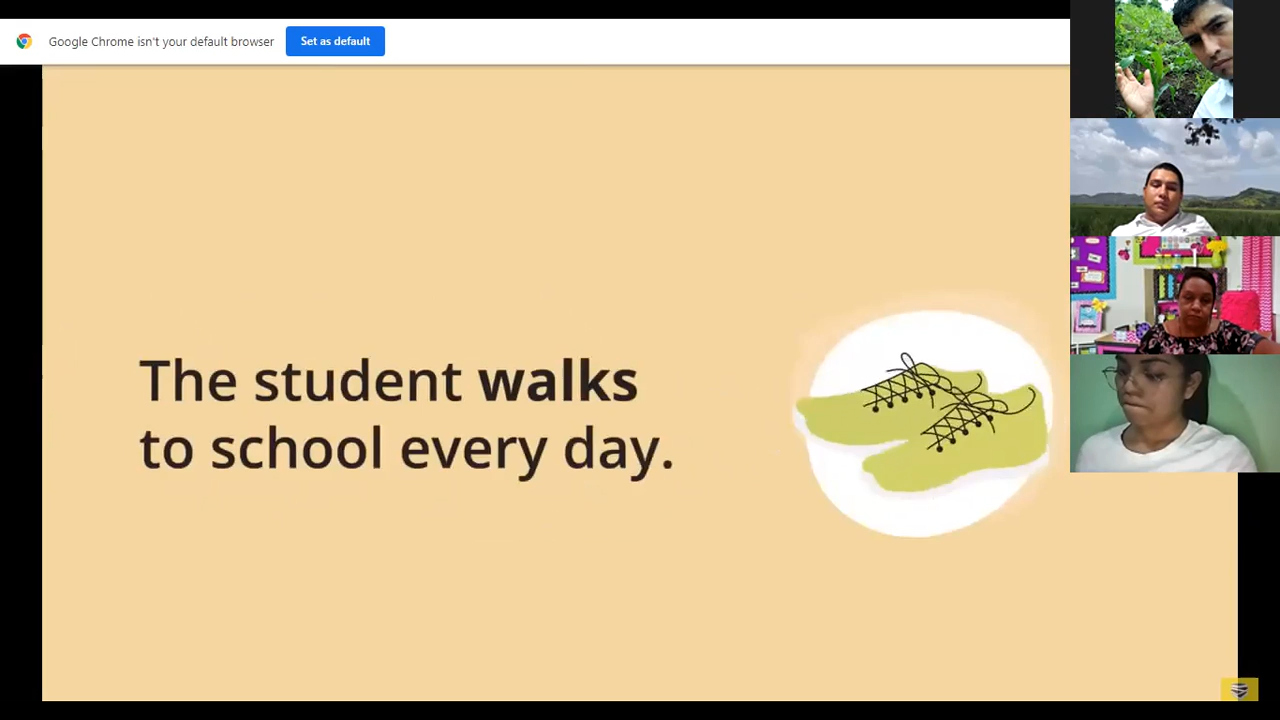 Google Chrome isn't your default browser
Set as default
The student walks
to school every day.